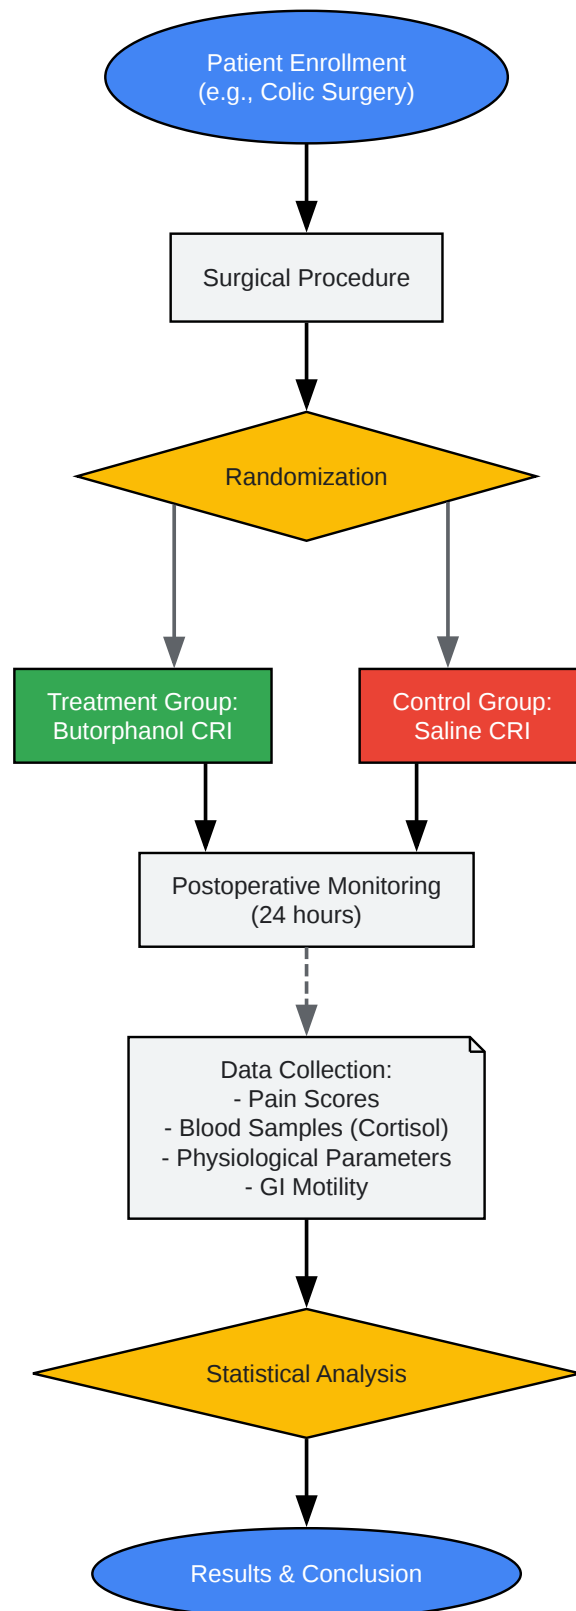 Patient Enrollment
(e.g., Colic Surgery)
Surgical Procedure
Randomization
Treatment Group:
Butorphanol CRI
Control Group:
Saline CRI
Postoperative Monitoring
(24 hours)
Data Collection:
- Pain Scores
- Blood Samples (Cortisol)
- Physiological Parameters
- GI Motility
Statistical Analysis
Results & Conclusion